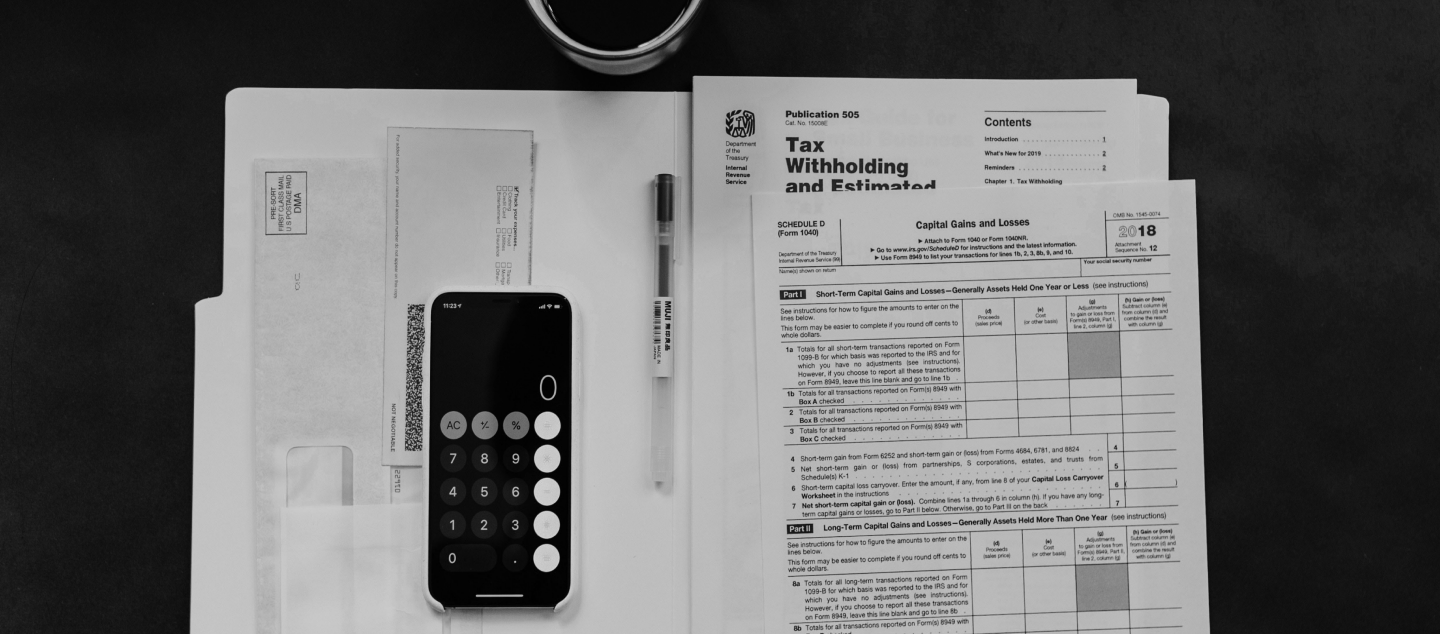 PRE-SORT
FIRST CLASS MAIL
U S POSTAGE PAID
DMA
Track your expenses...
NOT NEGOTIABLE
11:23
0
AC
%
7 8 9
4 5 6
1 2 3
0 .
MUJI 無印良品
MADE IN
Publication 505
Cat. No. 15008E
Department
of the
Treasury
Internal
Revenue
Service
Tax
Withholding
and Estimated
Contents
Introduction . . . . . . . . . . . . . . . . . 1
What's New for 2019 . . . . . . . . . . . 2
Reminders . . . . . . . . . . . . . . . . . . 2
Chapter 1. Tax Withholding
SCHEDULE D
(Form 1040)
Department of the Treasury
Internal Revenue Service (99)
Capital Gains and Losses
▶ Attach to Form 1040 or Form 1040NR.
▶ Go to www.irs.gov/ScheduleD for instructions and the latest information.
▶ Use Form 8949 to list your transactions for lines 1b, 2, 3, 8b, 9, and 10.
OMB No. 1545-0074
2018
Attachment
Sequence No. 12
Name(s) shown on return
Your social security number
Part I Short-Term Capital Gains and Losses—Generally Assets Held One Year or Less (see instructions)
See instructions for how to figure the amounts to enter on the
lines below.
This form may be easier to complete if you round off cents to
whole dollars.
(d)
Proceeds
(sales price)
(e)
Cost
(or other basis)
(g)
Adjustments
to gain or loss from
Form(s) 8949, Part I,
line 2, column (g)
(h) Gain or (loss)
Subtract column (e)
from column (d) and
combine the result
with column (g)
1a Totals for all short-term transactions reported on Form
1099-B for which basis was reported to the IRS and for
which you have no adjustments (see instructions).
However, if you choose to report all these transactions
on Form 8949, leave this line blank and go to line 1b .
1b Totals for all transactions reported on Form(s) 8949 with
Box A checked . . . . . . . . . . . . .
2 Totals for all transactions reported on Form(s) 8949 with
Box B checked . . . . . . . . . . . . .
3 Totals for all transactions reported on Form(s) 8949 with
Box C checked . . . . . . . . . . . . .
4 Short-term gain from Form 6252 and short-term gain or (loss) from Forms 4684, 6781, and 8824 . . 4
5 Net short-term gain or (loss) from partnerships, S corporations, estates, and trusts from
Schedule(s) K-1 . . . . . . . . . . . . . . . . . . . . . . . . 5
6 Short-term capital loss carryover. Enter the amount, if any, from line 8 of your Capital Loss Carryover
Worksheet in the instructions . . . . . . . . . . . . . . . . . . . . 6 ( )
7 Net short-term capital gain or (loss). Combine lines 1a through 6 in column (h). If you have any long-
term capital gains or losses, go to Part II below. Otherwise, go to Part III on the back . . . . 7
Part II Long-Term Capital Gains and Losses—Generally Assets Held More Than One Year (see instructions)
See instructions for how to figure the amounts to enter on the
lines below.
This form may be easier to complete if you round off cents to
whole dollars.
(d)
Proceeds
(sales price)
(e)
Cost
(or other basis)
(g)
Adjustments
to gain or loss from
Form(s) 8949, Part II,
line 2, column (g)
(h) Gain or (loss)
Subtract column (e)
from column (d) and
combine the result
with column (g)
8a Totals for all long-term transactions reported on Form
1099-B for which basis was reported to the IRS and for
which you have no adjustments (see instructions).
However, if you choose to report all these transactions
on Form 8949, leave this line blank and go to line 8b .
8b Totals for all transactions reported on Form(s) 8949 with